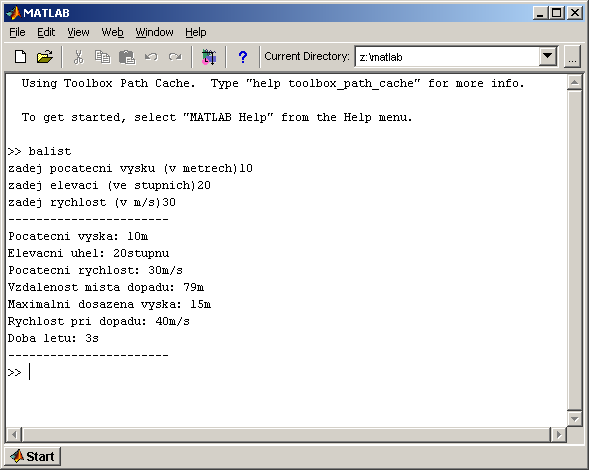 MATLAB
File Edit View Web Window Help
Current Directory: z:\matlab ...
Using Toolbox Path Cache.  Type "help toolbox_path_cache" for more info.
To get started, select "MATLAB Help" from the Help menu.
>> balist
zadej pocatecni vysku (v metrech)10
zadej elevaci (ve stupnich)20
zadej rychlost (v m/s)30
-----------------------
Pocatecni vyska: 10m
Elevacni uhel: 20stupnu
Pocatecni rychlost: 30m/s
Vzdalenost mista dopadu: 79m
Maximalni dosazena vyska: 15m
Rychlost pri dopadu: 40m/s
Doba letu: 3s
-----------------------
>>
Start